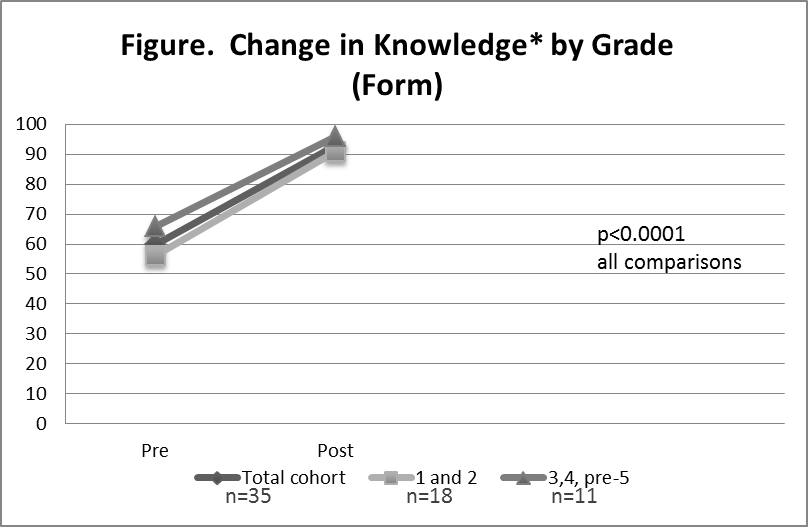 Figure.  Change in Knowledge* by Grade
(Form)
100
90
80
70
60
50
40
30
20
10
0
p<0.0001
all comparisons
Pre Post
Total cohort 1 and 2 3,4, pre-5
n=35 n=18 n=11